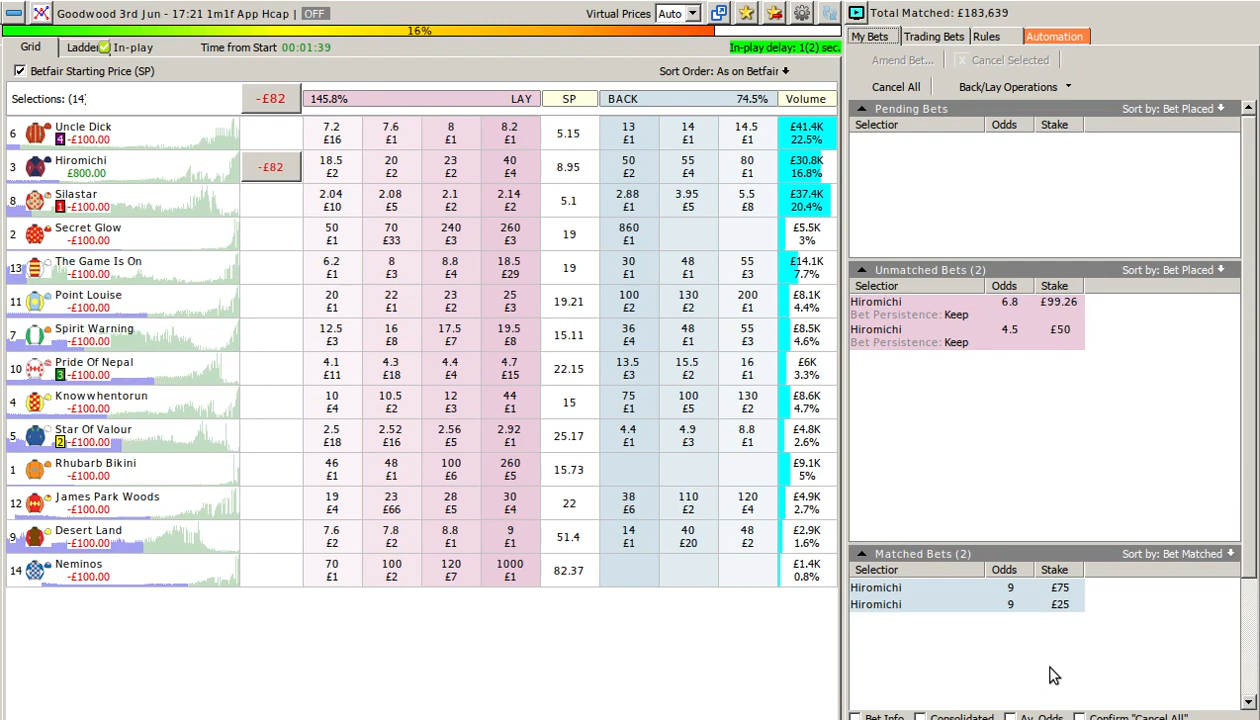 Goodwood 3rd Jun - 17:21 1m1f App Hcap | OFF Virtual Prices Auto
16%
Grid Ladder In-play Time from Start 00:01:39 In-play delay: 1(2) sec.
Betfair Starting Price (SP) Sort Order: As on Betfair
Selections: (14) -£82 145.8% LAY SP BACK 74.5% Volume
6 Uncle Dick 7.2 7.6 8 8.2 5.15 13 14 14.5 £41.4K
4 -£100.00 £16 £1 £1 £1 £1 £1 £1 22.5%
3 Hiromichi -£82 18.5 20 23 40 8.95 50 55 80 £30.8K
£800.00 £2 £2 £2 £4 £2 £4 £1 16.8%
8 Silastar 2.04 2.08 2.1 2.14 5.1 2.88 3.95 5.5 £37.4K
1 -£100.00 £10 £5 £2 £2 £1 £5 £8 20.4%
2 Secret Glow 50 70 240 260 19 860 £5.5K
-£100.00 £1 £33 £3 £3 £1 3%
13 The Game Is On 6.2 8 8.8 18.5 19 30 48 55 £14.1K
-£100.00 £1 £3 £4 £29 £1 £1 £3 7.7%
11 Point Louise 20 22 23 25 19.21 100 130 200 £8.1K
-£100.00 £1 £1 £2 £3 £2 £2 £1 4.4%
7 Spirit Warning 12.5 16 17.5 19.5 15.11 36 48 55 £8.5K
-£100.00 £3 £8 £7 £8 £4 £1 £3 4.6%
10 Pride Of Nepal 4.1 4.3 4.4 4.7 22.15 13.5 15.5 16 £6K
3 -£100.00 £11 £18 £4 £15 £3 £2 £1 3.3%
4 Knowwhentorun 10 10.5 12 44 15 75 100 130 £8.6K
-£100.00 £4 £2 £3 £1 £1 £5 £2 4.7%
5 Star Of Valour 2.5 2.52 2.56 2.92 25.17 4.4 4.9 8.8 £4.8K
2 -£100.00 £18 £16 £5 £1 £1 £3 £1 2.6%
1 Rhubarb Bikini 46 48 100 260 15.73 £9.1K
-£100.00 £1 £1 £6 £5 5%
12 James Park Woods 19 23 28 30 22 38 110 120 £4.9K
-£100.00 £4 £66 £5 £4 £6 £2 £4 2.7%
9 Desert Land 7.6 7.8 8.8 9 51.4 14 40 48 £2.9K
-£100.00 £2 £2 £1 £1 £1 £20 £2 1.6%
14 Neminos 70 100 120 1000 82.37 £1.4K
-£100.00 £1 £2 £7 £1 0.8%
Total Matched: £183,639
My Bets Trading Bets Rules Automation
Amend Bet... X Cancel Selected
Cancel All Back/Lay Operations
Pending Bets Sort by: Bet Placed
Selectior Odds Stake
Unmatched Bets (2) Sort by: Bet Placed
Selectior Odds Stake
Hiromichi 6.8 £99.26
Bet Persistence: Keep
Hiromichi 4.5 £50
Bet Persistence: Keep
Matched Bets (2) Sort by: Bet Matched
Selectior Odds Stake
Hiromichi 9 £75
Hiromichi 9 £25
Bet Info Consolidated Av. Odds Confirm "Cancel All"